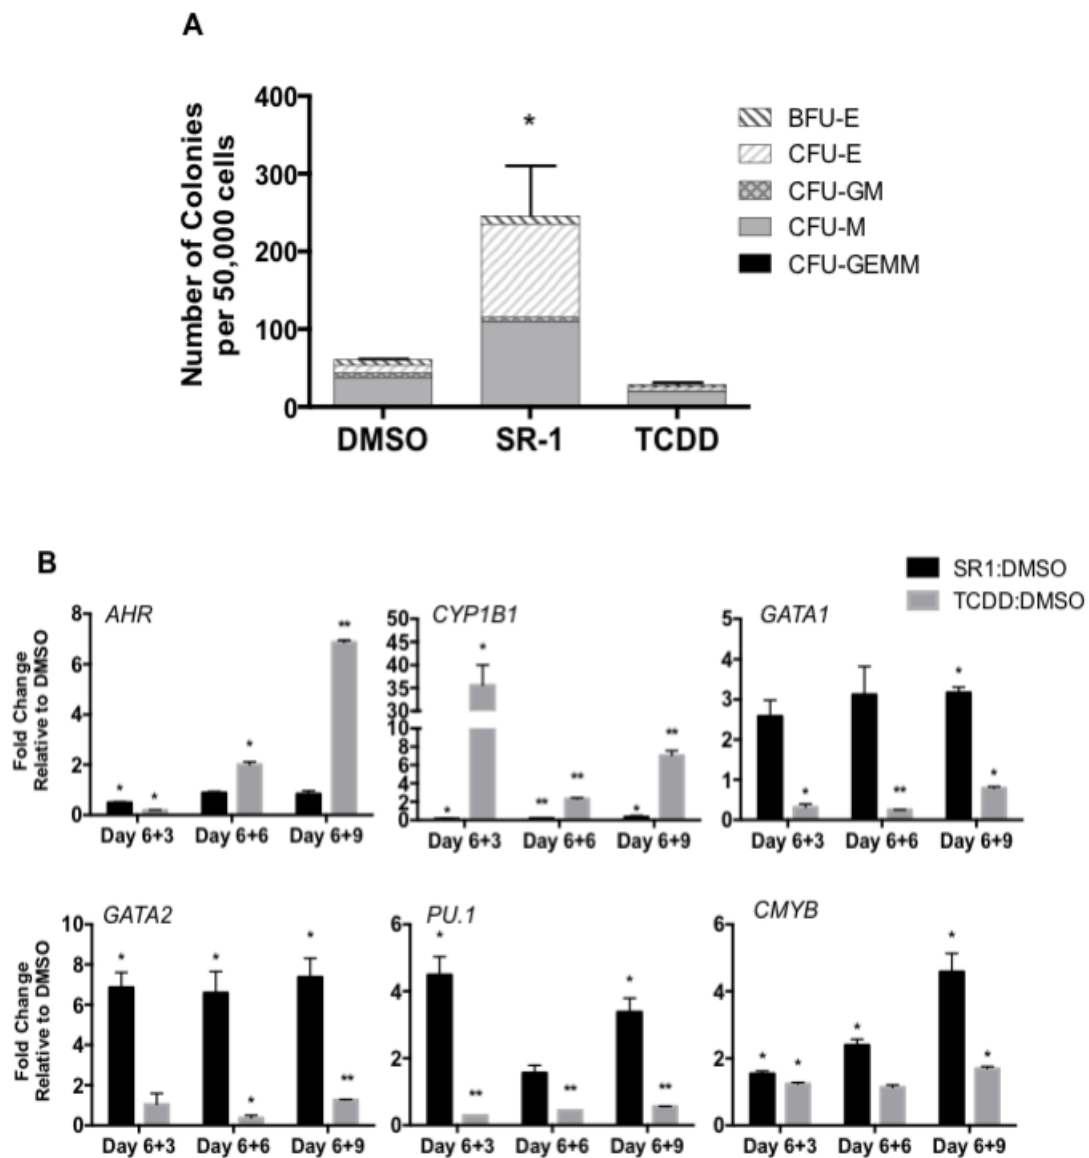 A
Number of Colonies
per 50,000 cells
400
300
200
100
0
*
DMSO SR-1 TCDD
BFU-E
CFU-E
CFU-GM
CFU-M
CFU-GEMM
B
SR1:DMSO
TCDD:DMSO
AHR
Fold Change
Relative to DMSO
8
6
4
2
0
* * * **
Day 6+3 Day 6+6 Day 6+9
CYP1B1
50
45
40
35
30
10
8
6
4
2
0
* * ** ** * **
Day 6+3 Day 6+6 Day 6+9
GATA1
5
4
3
2
1
0
* ** * *
Day 6+3 Day 6+6 Day 6+9
GATA2
Fold Change
Relative to DMSO
10
8
6
4
2
0
* * * * **
Day 6+3 Day 6+6 Day 6+9
PU.1
6
4
2
0
* ** ** * **
Day 6+3 Day 6+6 Day 6+9
CMYB
6
4
2
0
* * * * *
Day 6+3 Day 6+6 Day 6+9